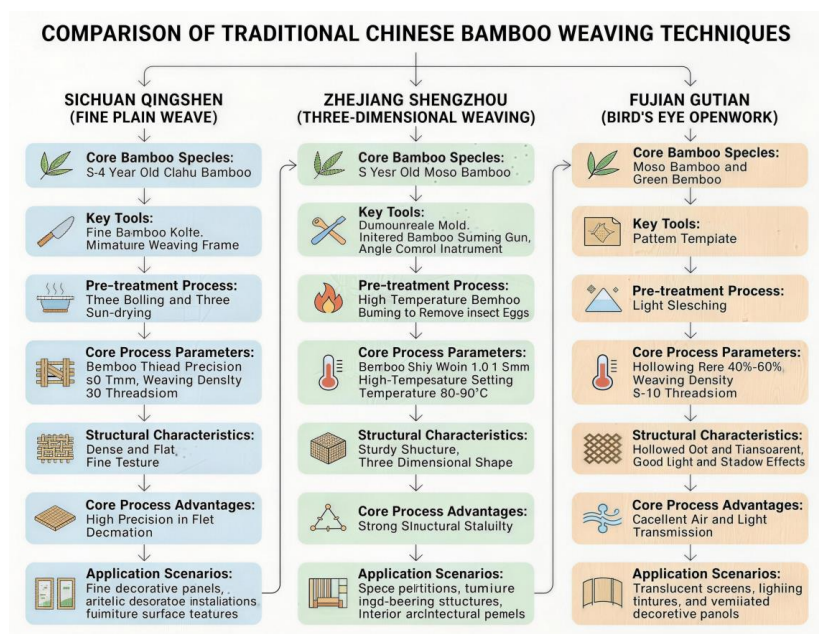 COMPARISON OF TRADITIONAL CHINESE BAMBOO WEAVING TECHNIQUES
SICHUAN QINGSHEN
(FINE PLAIN WEAVE)
Core Bamboo Species:
S-4 Year Old Clahu Bamboo
Key Tools:
Fine Bamboo Kolte.
Mimature Weaving Frame
Pre-treatment Process:
Thee Bolling and Three
Sun-drying
Core Process Parameters:
Bemboo Thiead Precision
s0 Tmm, Weaving Denslty
30 Threadsiom
Structural Characteristics:
Dense and Flat,
Fine Testure
Core Process Advantages:
High Precision in Flet
Decmation
Application Scenarios:
Fine decorative panels,
aritelic desoratoe instaliations,
fuimiture surface teatures
ZHEJIANG SHENGZHOU
(THREE-DIMENSIONAL WEAVING)
Core Bamboo Species:
S Yesr Old Moso Bamboo
Key Tools:
Dumounreale Mold.
Initered Bamboo Suming Gun,
Angle Comrol Inatrument
Pre-treatment Process:
High Temperature Bemhoo
Buming to Remove insect Eggs
Core Process Parameters:
Bemboo Shiy Woin 1.0 1 Smm
High-Tempesature Setting
Temperature 80-90°C
Structural Characteristics:
Sturdy Shucture,
Three Dimensional Shape
Core Process Advantages:
Strong Slnuctural Staluilty
Application Scenarios:
Spece peirtitions, tumiure
ingd-beering sttuctures,
Interior arcintectural pemels
FUJIAN GUTIAN
(BIRD'S EYE OPENWORK)
Core Bamboo Species:
Moso Bamboo and
Green Bemboo
Key Tools:
Pattem Template
Pre-treatment Process:
Light Slesching
Core Process Parameters:
Hollowing Rere 40%-60%,
Weaving Density
S-10 Threadsiom
Structural Characteristics:
Hollowed Oot and Tiansoarent,
Good Light and Stadow Effects
Core Process Advantages:
Cacellent Air and Light
Transmission
Application Scenarios:
Translucent screens, lighiing
tintures, and vemiiated
decoretive panols